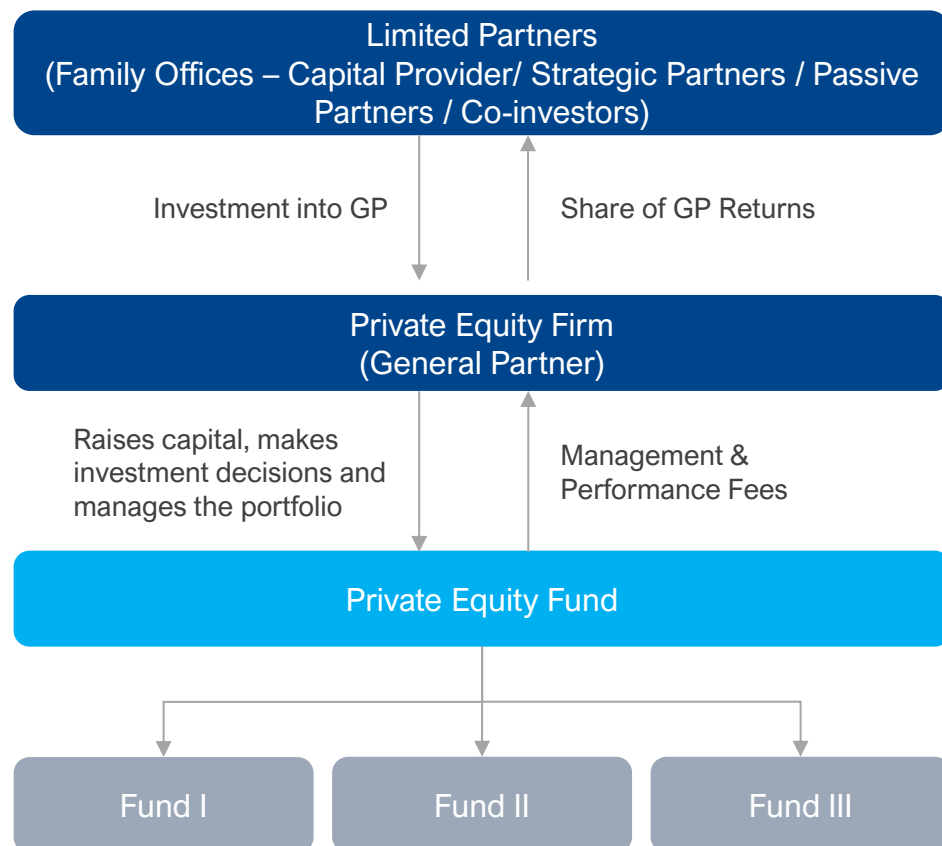 Limited Partners
(Family Offices – Capital Provider/ Strategic Partners / Passive
Partners / Co-investors)
Investment into GP
Share of GP Returns
Private Equity Firm
(General Partner)
Raises capital, makes
investment decisions and
manages the portfolio
Management &
Performance Fees
Private Equity Fund
Fund I
Fund II
Fund III